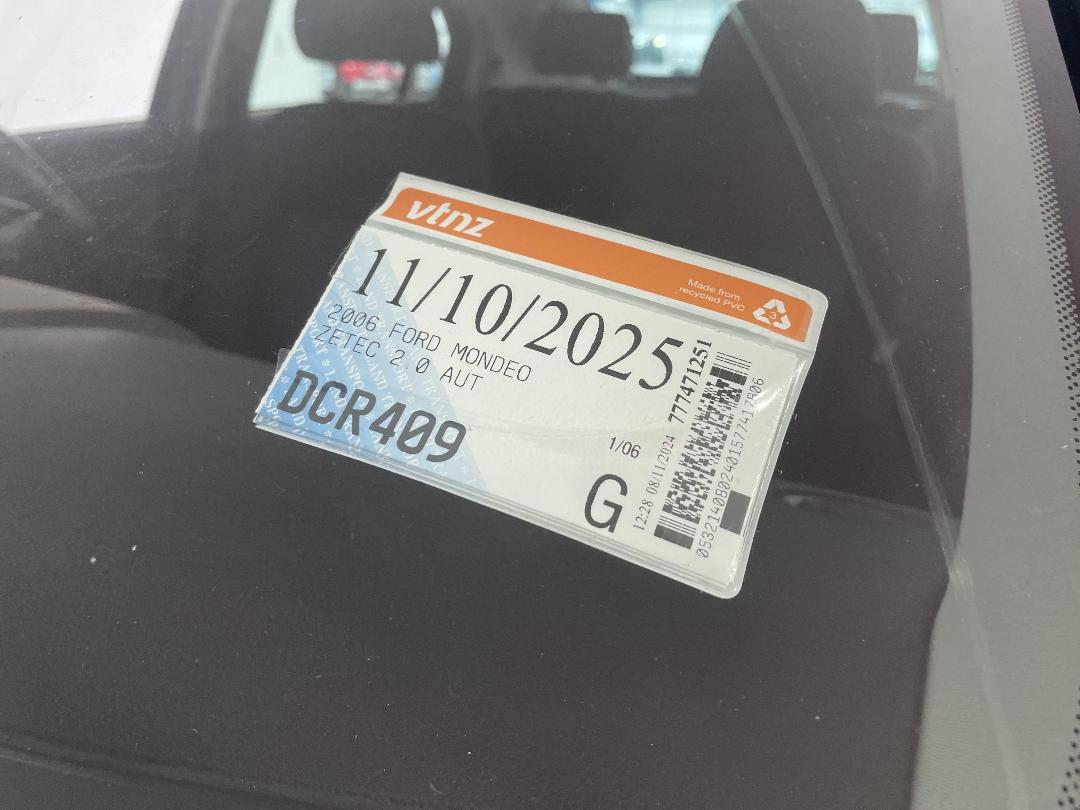 vtnz
Made from
recycled PVC
3
11/10/2025
2006 FORD MONDEO
ZETEC 2.0 AUT
DCR409
1/06
G
12:28 08/11/2024 777471251